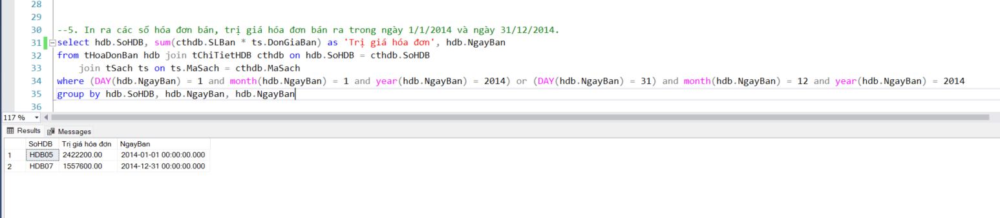 28
29
30 --5. In ra các số hóa đơn bán, trị giá hóa đơn bán ra trong ngày 1/1/2014 và ngày 31/12/2014.
31 select hdb.SoHDB, sum(cthdb.SLBan * ts.DonGiaBan) as 'Trị giá hóa đơn', hdb.NgayBan
32 from tHoaDonBan hdb join tChiTietHDB cthdb on hdb.SoHDB = cthdb.SoHDB
33 join tSach ts on ts.MaSach = cthdb.MaSach
34 where (DAY(hdb.NgayBan) = 1 and month(hdb.NgayBan) = 1 and year(hdb.NgayBan) = 2014) or (DAY(hdb.NgayBan) = 31) and month(hdb.NgayBan) = 12 and year(hdb.NgayBan) = 2014
35 group by hdb.SoHDB, hdb.NgayBan, hdb.NgayBan
36
117 %
Results Messages
SoHDB Trị giá hóa đơn NgayBan
1 HDB05 2422200.00 2014-01-01 00:00:00.000
2 HDB07 1557600.00 2014-12-31 00:00:00.000